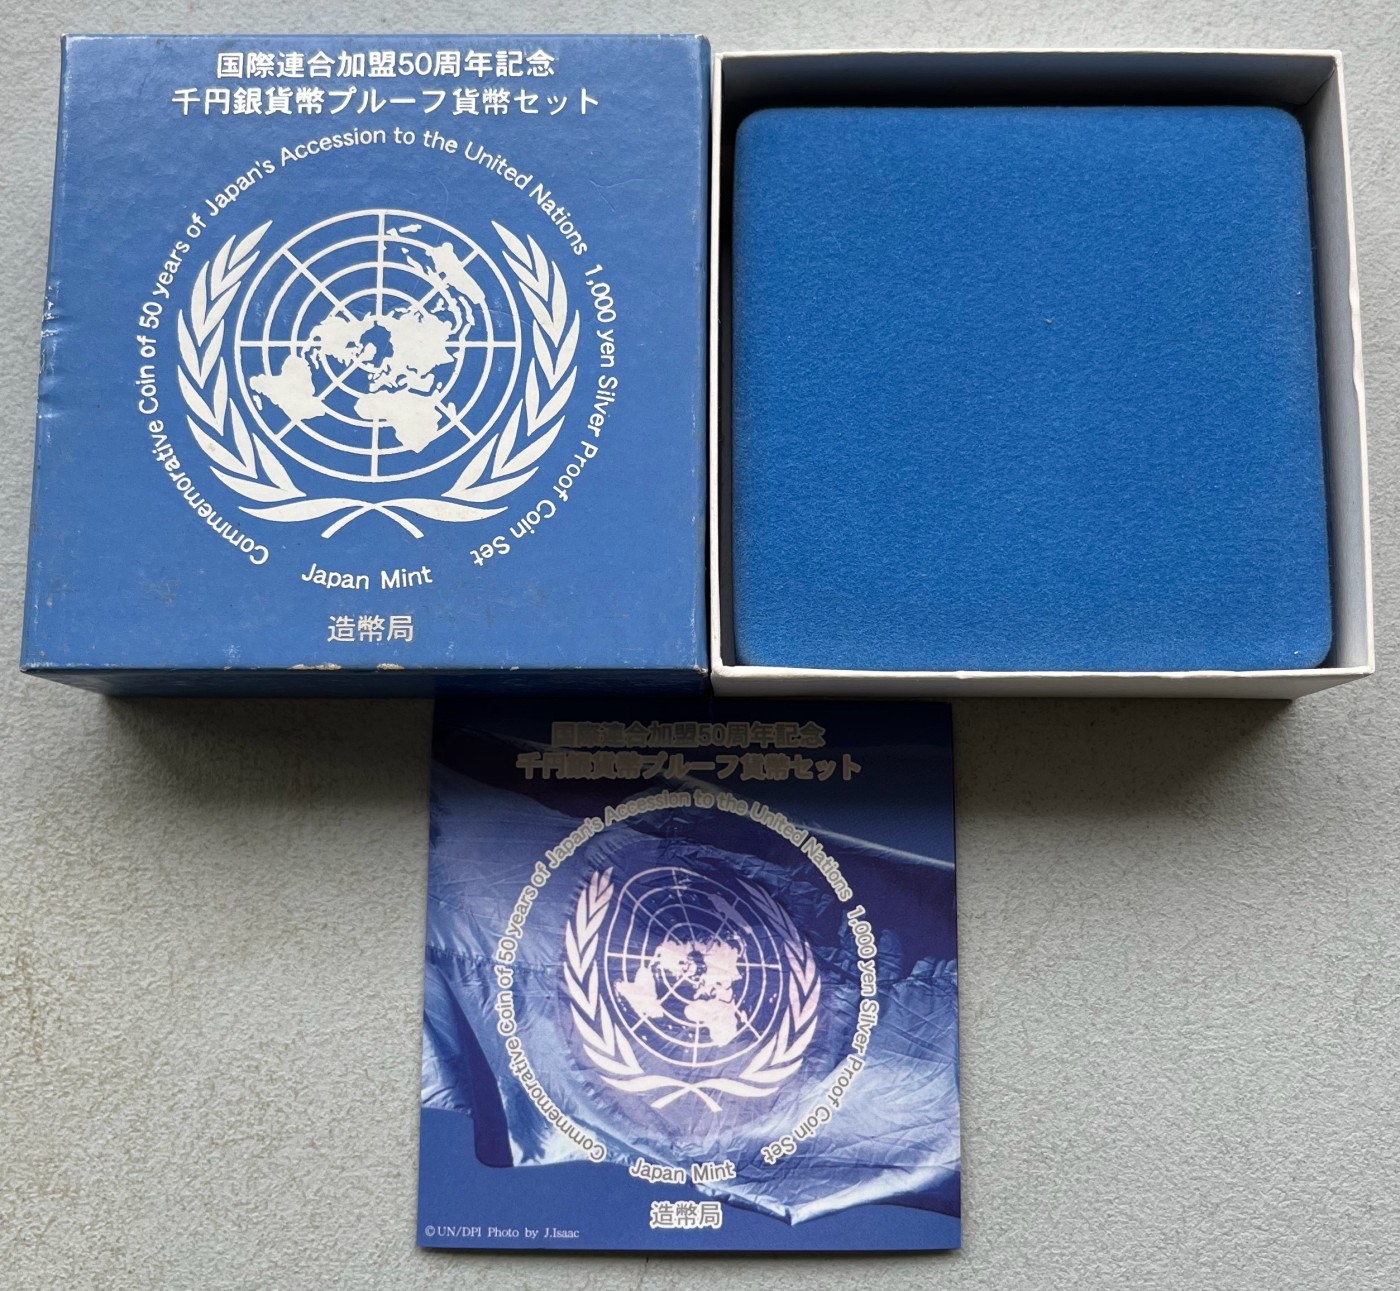 国際連合加盟50周年記念
千円銀貨幣プルーフ貨幣セット
Commemorative Coin of 50 years of Japan's Accession to the United Nations 1,000 yen Silver Proof Coin Set
Japan Mint
造幣局
国際連合加盟50周年記念
千円銀貨幣プルーフ貨幣セット
Commemorative Coin of 50 years of Japan's Accession to the United Nations 1,000 yen Silver Proof Coin Set
Japan Mint
造幣局
©UN/DPI Photo by J.Isaac